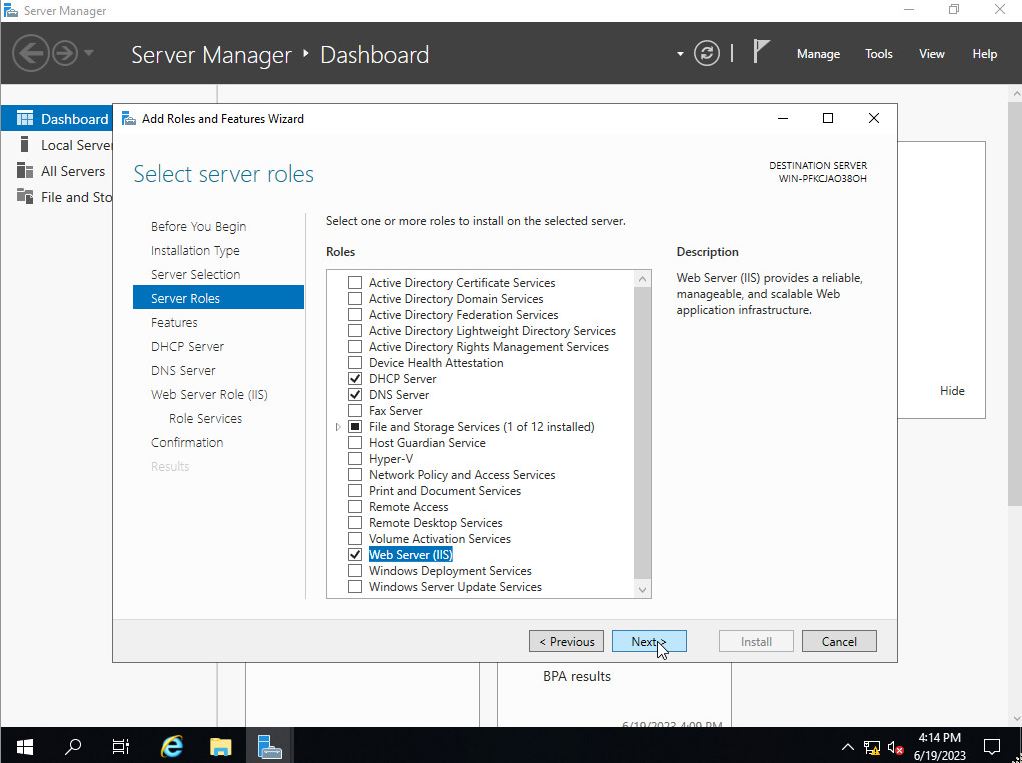 Server Manager
Server Manager ‣ Dashboard
Manage Tools View Help
Dashboard
Local Server
All Servers
File and Sto
Add Roles and Features Wizard
Select server roles
DESTINATION SERVER
WIN-PFKCJAO38OH
Before You Begin
Installation Type
Server Selection
Server Roles
Features
DHCP Server
DNS Server
Web Server Role (IIS)
Role Services
Confirmation
Results
Select one or more roles to install on the selected server.
Roles
Active Directory Certificate Services
Active Directory Domain Services
Active Directory Federation Services
Active Directory Lightweight Directory Services
Active Directory Rights Management Services
Device Health Attestation
DHCP Server
DNS Server
Fax Server
File and Storage Services (1 of 12 installed)
Host Guardian Service
Hyper-V
Network Policy and Access Services
Print and Document Services
Remote Access
Remote Desktop Services
Volume Activation Services
Web Server (IIS)
Windows Deployment Services
Windows Server Update Services
Description
Web Server (IIS) provides a reliable,
manageable, and scalable Web
application infrastructure.
Hide
< Previous
Next >
Install
Cancel
BPA results
6/19/2023 4:09 PM
4:14 PM
6/19/2023